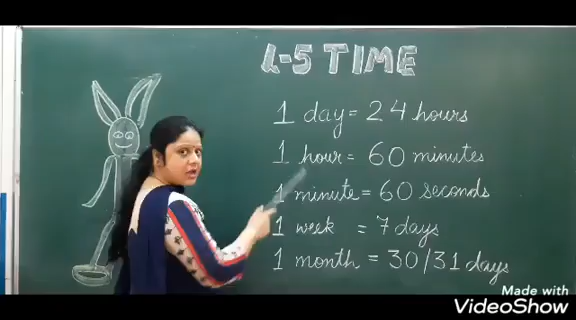 L-5 TIME
1 day = 24 hours
1 hour = 60 minutes
1 minute = 60 seconds
1 week = 7 days
1 month = 30/31 days
Made with
VideoShow